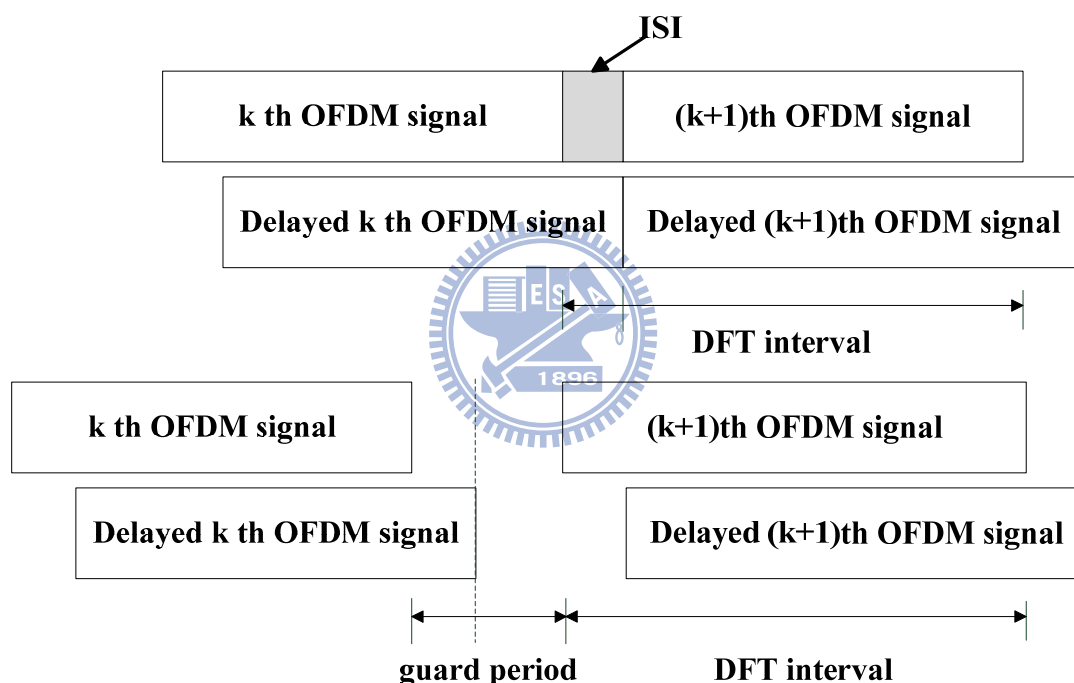 ISI
k th OFDM signal
(k+1)th OFDM signal
Delayed k th OFDM signal
Delayed (k+1)th OFDM signal
E S A
DFT interval
1896
k th OFDM signal
(k+1)th OFDM signal
Delayed k th OFDM signal
Delayed (k+1)th OFDM signal
guard period
DFT interval